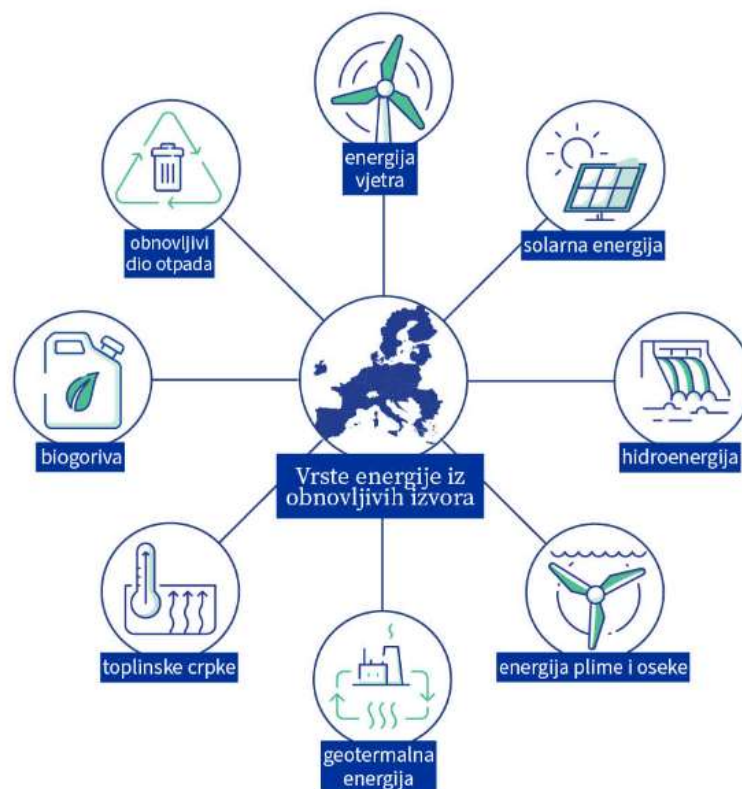 energija
vjetra
solarna energija
hidroenergija
energija plime i oseke
geotermalna
energija
toplinske crpke
biogoriva
obnovljivi
dio otpada
Vrste energije iz
obnovljivih izvora